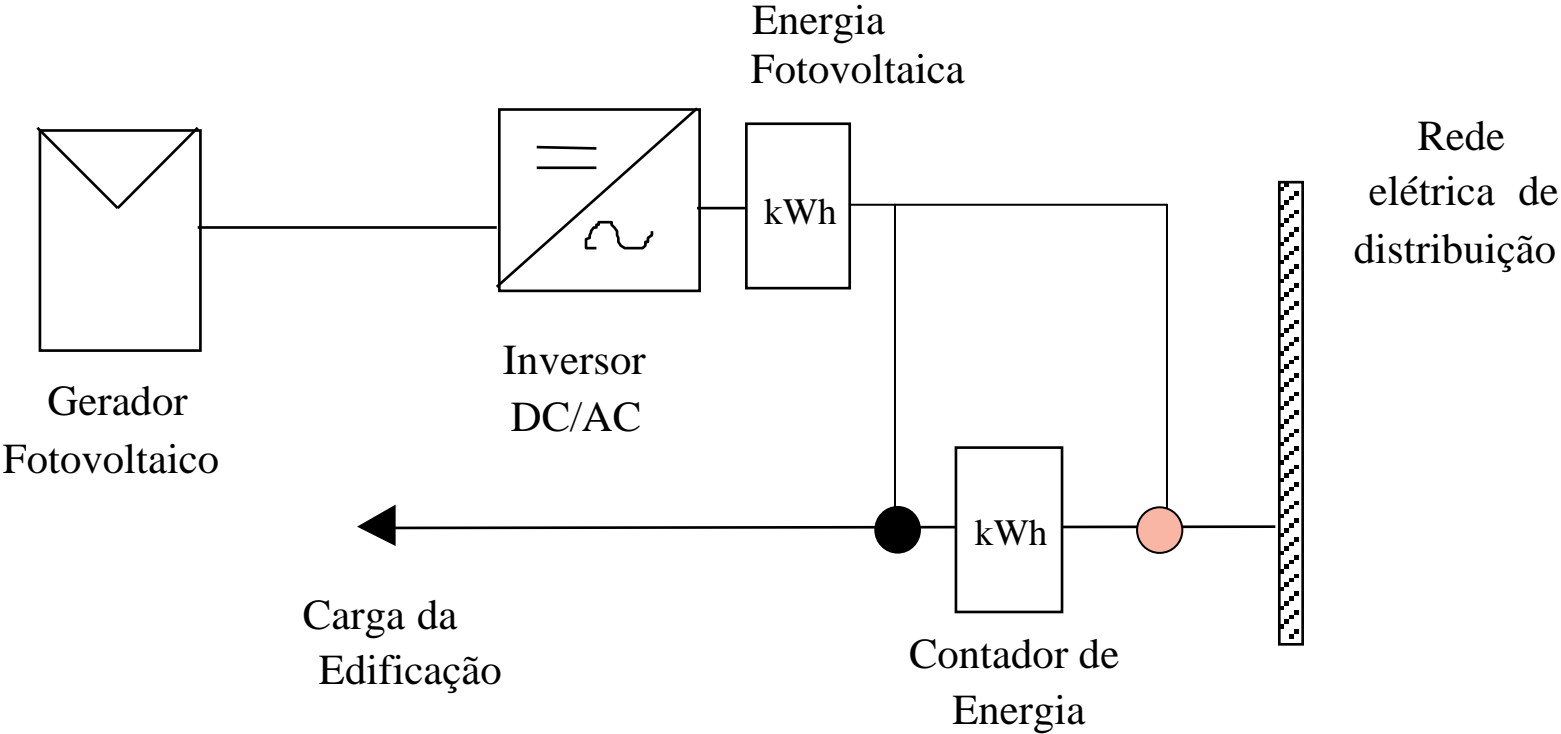 Energia
Fotovoltaica
kWh
Rede
elétrica de
distribuição
Inversor
DC/AC
Gerador
Fotovoltaico
kWh
Carga da
Edificação
Contador de
Energia